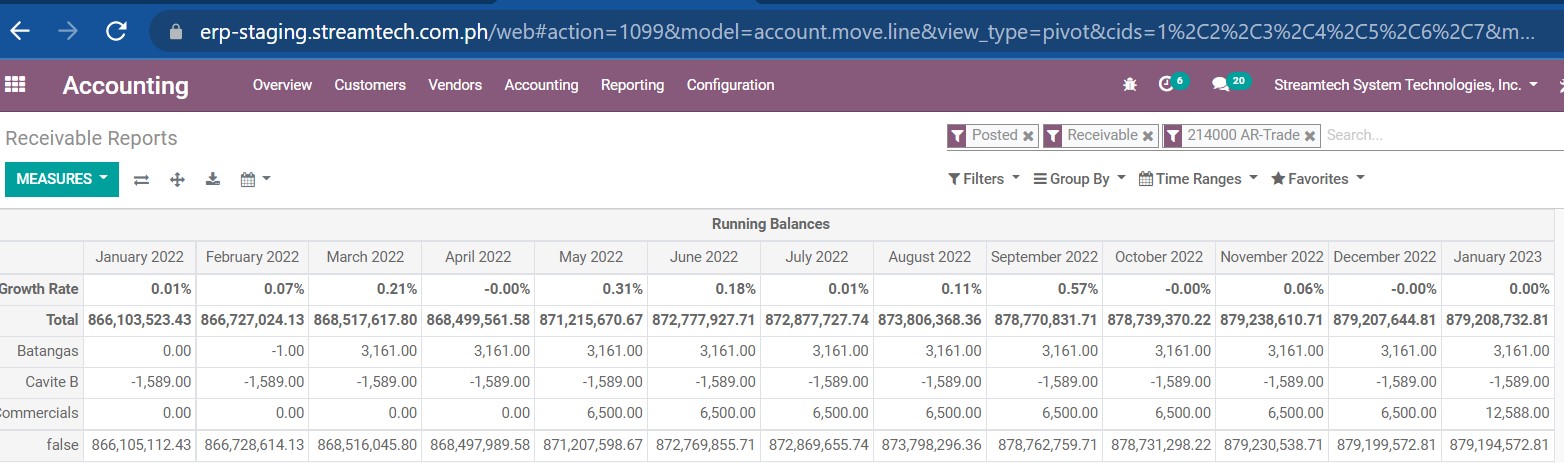 erp-staging.streamtech.com.ph/web#action=1099&model=account.move.line&view_type=pivot&cids=1%2C2%2C3%2C4%2C5%2C6%2C7&m...
Accounting Overview Customers Vendors Accounting Reporting Configuration 6 20 Streamtech System Technologies, Inc.
Receivable Reports Posted Receivable 214000 AR-Trade Search...
MEASURES Filters Group By Time Ranges Favorites
Running Balances
January 2022 February 2022 March 2022 April 2022 May 2022 June 2022 July 2022 August 2022 September 2022 October 2022 November 2022 December 2022 January 2023
Growth Rate 0.01% 0.07% 0.21% -0.00% 0.31% 0.18% 0.01% 0.11% 0.57% -0.00% 0.06% -0.00% 0.00%
Total 866,103,523.43 866,727,024.13 868,517,617.80 868,499,561.58 871,215,670.67 872,777,927.71 872,877,727.74 873,806,368.36 878,770,831.71 878,739,370.22 879,238,610.71 879,207,644.81 879,208,732.81
Batangas 0.00 -1.00 3,161.00 3,161.00 3,161.00 3,161.00 3,161.00 3,161.00 3,161.00 3,161.00 3,161.00 3,161.00 3,161.00
Cavite B -1,589.00 -1,589.00 -1,589.00 -1,589.00 -1,589.00 -1,589.00 -1,589.00 -1,589.00 -1,589.00 -1,589.00 -1,589.00 -1,589.00 -1,589.00
ommercials 0.00 0.00 0.00 0.00 6,500.00 6,500.00 6,500.00 6,500.00 6,500.00 6,500.00 6,500.00 6,500.00 12,588.00
false 866,105,112.43 866,728,614.13 868,516,045.80 868,497,989.58 871,207,598.67 872,769,855.71 872,869,655.74 873,798,296.36 878,762,759.71 878,731,298.22 879,230,538.71 879,199,572.81 879,194,572.81